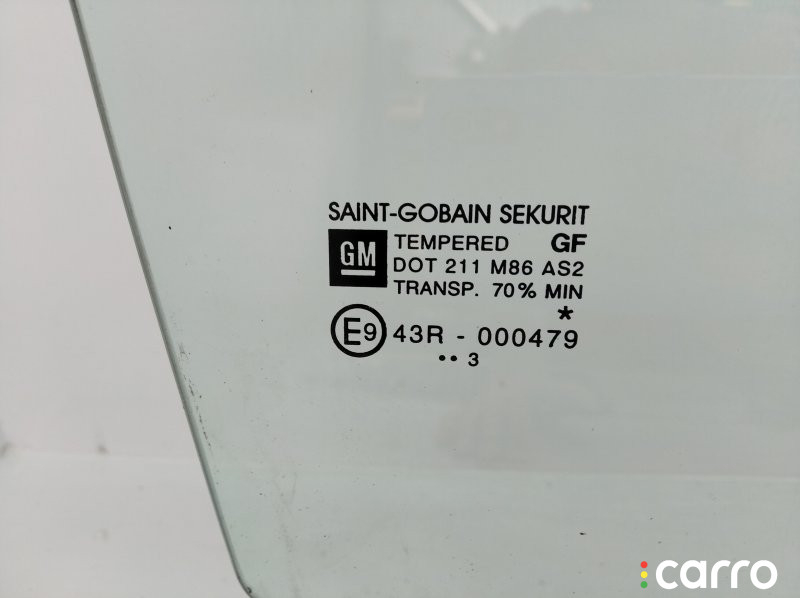 SAINT-GOBAIN SEKURIT
GM TEMPERED GF
DOT 211 M86 AS2
TRANSP. 70% MIN
*
E9 43R - 000479
•• 3
carro